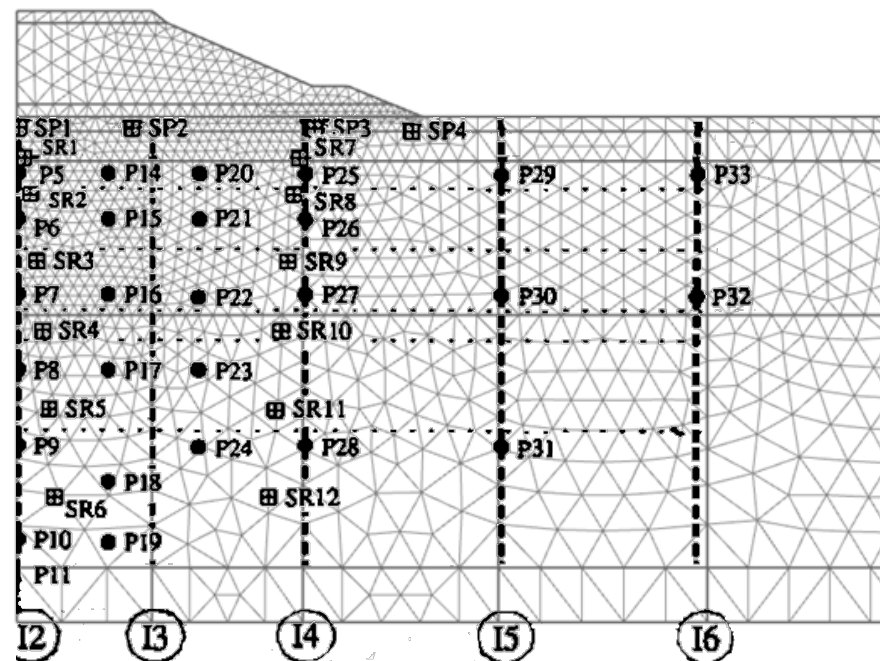 SP1 SP2 SP3 SP4
SR1 SR7
P5 P14 P20 P25 P29 P33
SR2 SR8
P6 P15 P21 P26
SR3 SR9
P7 P16 P22 P27 P30 P32
SR4 SR10
P8 P17 P23
SR5 SR11
P9 P24 P28 P31
P18
SR6 SR12
P10 P19
P11
I2 I3 I4 I5 I6